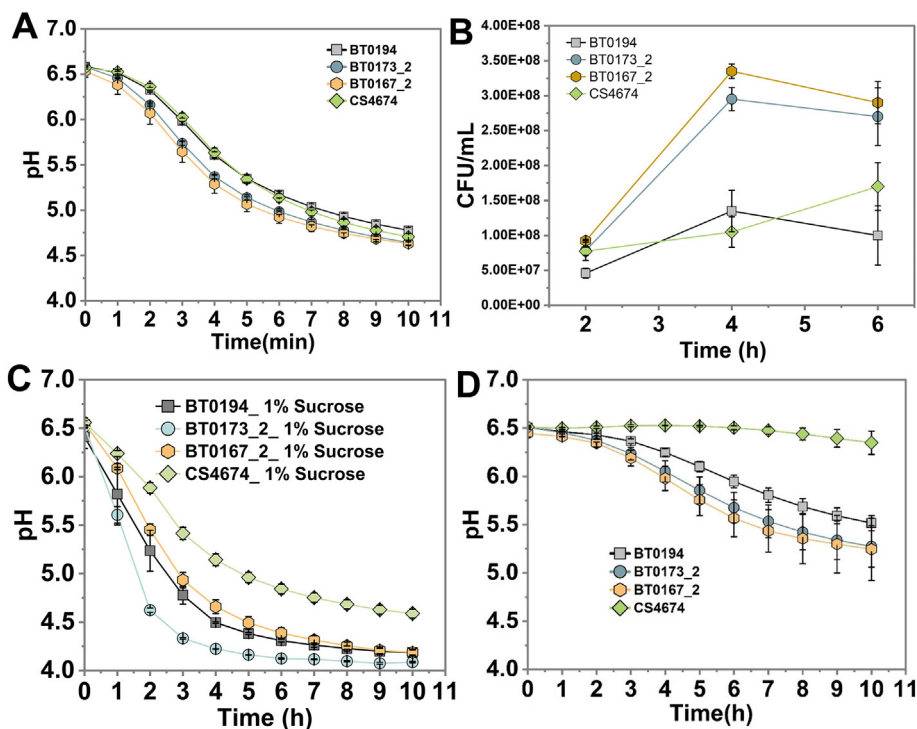 A
7.0
6.5
6.0
5.5
5.0
4.5
4.0
pH
0 1 2 3 4 5 6 7 8 9 10 11
Time(min)
BT0194
BT0173_2
BT0167_2
CS4674
B
4.00E+08
3.50E+08
3.00E+08
2.50E+08
2.00E+08
1.50E+08
1.00E+08
5.00E+07
0.00E+00
CFU/mL
2 3 4 5 6
Time (h)
BT0194
BT0173_2
BT0167_2
CS4674
C
7.0
6.5
6.0
5.5
5.0
4.5
4.0
pH
0 1 2 3 4 5 6 7 8 9 10 11
Time (h)
BT0194_ 1% Sucrose
BT0173_2_ 1% Sucrose
BT0167_2_ 1% Sucrose
CS4674_ 1% Sucrose
D
7.0
6.5
6.0
5.5
5.0
4.5
4.0
pH
0 1 2 3 4 5 6 7 8 9 10 11
Time(h)
BT0194
BT0173_2
BT0167_2
CS4674